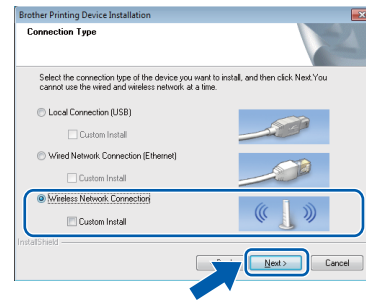 Brother Printing Device Installation
Connection Type
Select the connection type of the device you want to install, and then click Next.You
cannot use the wired and wireless network at a time.
Local Connection (USB)
Custom Install
Wired Network Connection (Ethernet)
Custom Install
Wireless Network Connection
Custom Install
InstallShield
Next > Cancel